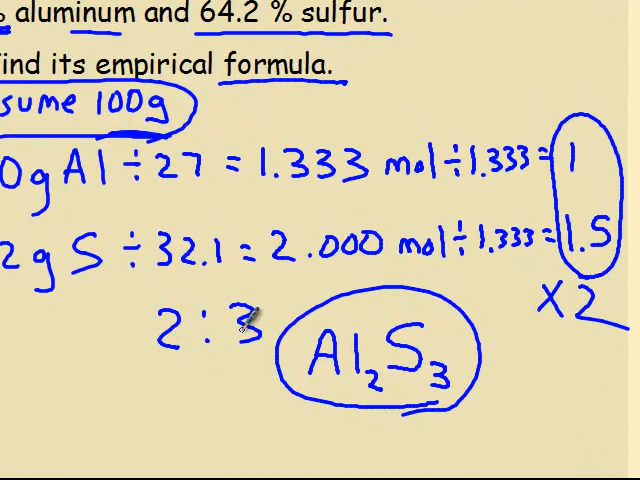 % aluminum and 64.2 % sulfur.
ind its empirical formula.
sume 100g
0g Al ÷ 27 = 1.333 mol ÷ 1.333 = 1
2g S ÷ 32.1 = 2.000 mol ÷ 1.333 = 1.5
x 2
2 : 3 Al₂S₃